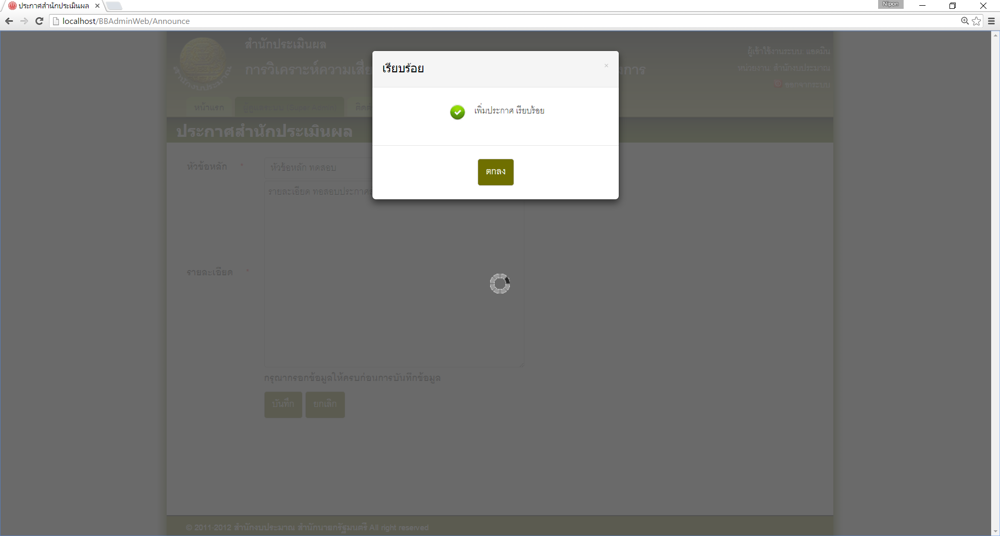 ประกาศสำนักประเมินผล
Nipon
localhost/BBAdminWeb/Announce
สำนักงบประมาณ
สำนักประเมินผล
การวิเคราะห์ความเสี่ย
งการ
ผู้เข้าใช้งานระบบ: แอดมิน
หน่วยงาน: สำนักงบประมาณ
ออกจากระบบ
หน้าแรก
ติดต่
ประกาศสำนักประเมินผล
เรียบร้อย
×
เพิ่มประกาศ เรียบร้อย
ตกลง
หัวข้อหลัก *
หัวข้อหลัก ทดสอบ
รายละเอียด *
รายละเอียด ทอสอบประกาศส
กรุณากรอกข้อมูลให้ครบก่อนการบันทึกข้อมูล
บันทึก ยกเลิก
© 2011-2012 สำนักงบประมาณ สำนักนายกรัฐมนตรี All right reserved